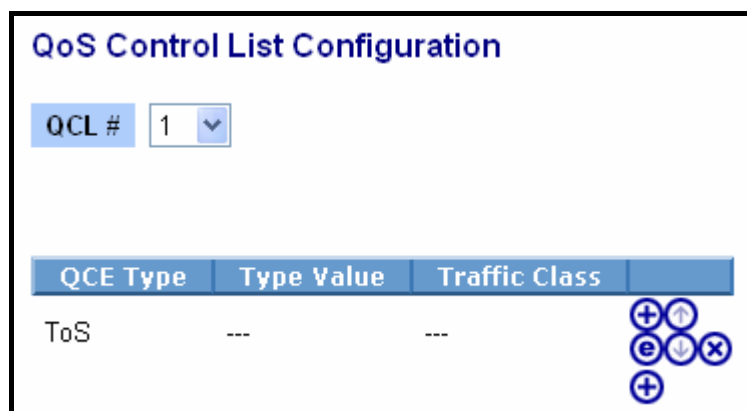 QoS Control List Configuration
QCL # 1
QCE Type Type Value Traffic Class
ToS --- ---
e